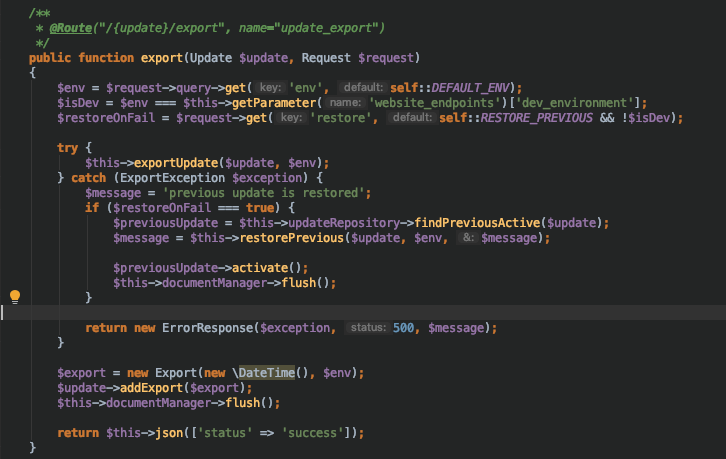 /**
 * @Route("/{update}/export", name="update_export")
 */
public function export(Update $update, Request $request)
{
    $env = $request->query->get( key: 'env', default: self::DEFAULT_ENV);
    $isDev = $env === $this->getParameter( name: 'website_endpoints')['dev_environment'];
    $restoreOnFail = $request->get( key: 'restore', default: self::RESTORE_PREVIOUS && !$isDev);

    try {
        $this->exportUpdate($update, $env);
    } catch (ExportException $exception) {
        $message = 'previous update is restored';
        if ($restoreOnFail === true) {
            $previousUpdate = $this->updateRepository->findPreviousActive($update);
            $message = $this->restorePrevious($update, $env, &: $message);

            $previousUpdate->activate();
            $this->documentManager->flush();
        }

        return new ErrorResponse($exception, status: 500, $message);
    }

    $export = new Export(new \DateTime(), $env);
    $update->addExport($export);
    $this->documentManager->flush();

    return $this->json(['status' => 'success']);
}